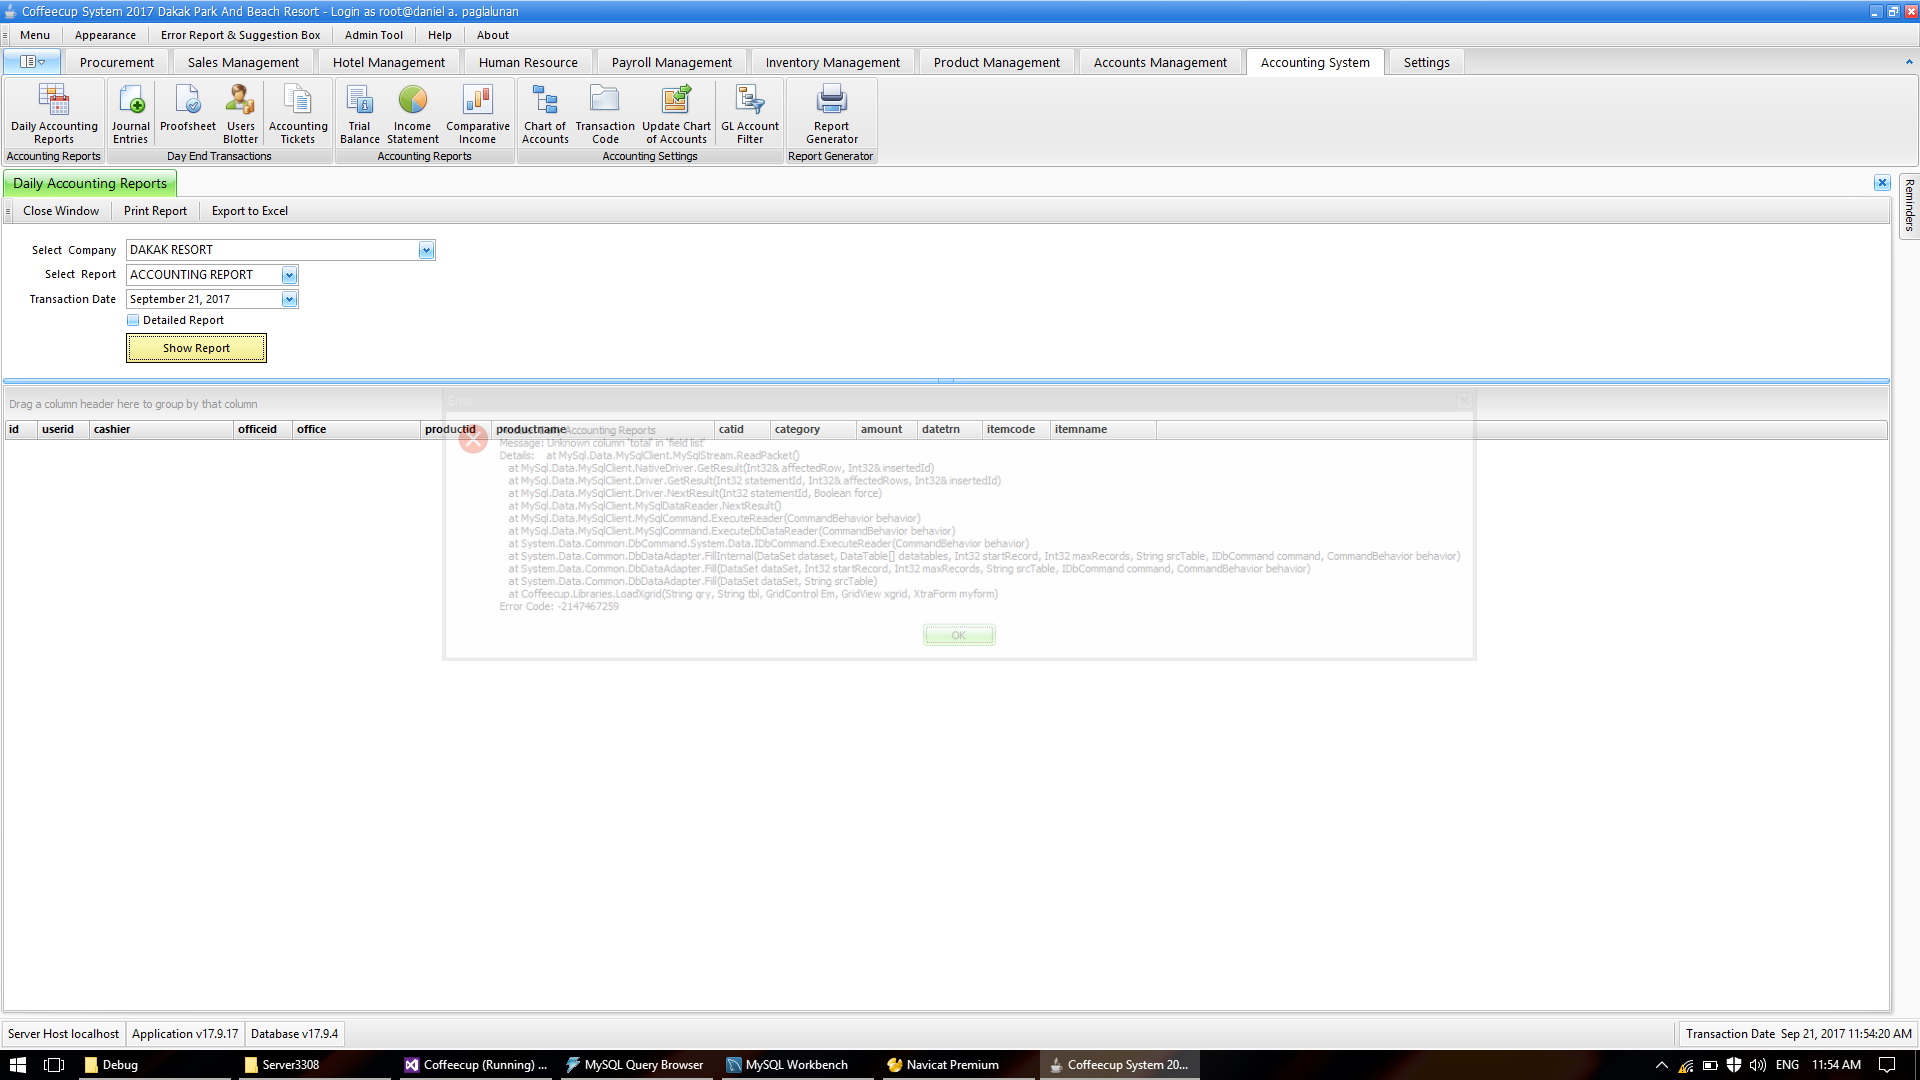 Coffeecup System 2017 Dakak Park And Beach Resort - Login as root@daniel a. paglalunan
Menu Appearance Error Report & Suggestion Box Admin Tool Help About
Procurement Sales Management Hotel Management Human Resource Payroll Management Inventory Management Product Management Accounts Management Accounting System Settings
Daily Accounting Reports
Journal Entries
Proofsheet
Users Blotter
Accounting Tickets
Trial Balance
Income Statement
Comparative Income
Chart of Accounts
Transaction Code
Update Chart of Accounts
GL Account Filter
Report Generator
Accounting Reports Day End Transactions Accounting Reports Accounting Settings Report Generator
Daily Accounting Reports
Reminders
Close Window Print Report Export to Excel
Select Company DAKAK RESORT
Select Report ACCOUNTING REPORT
Transaction Date September 21, 2017
Detailed Report
Show Report
Drag a column header here to group by that column
id userid cashier officeid office productid productname catid category amount datetrn itemcode itemname
Accounting Reports
Message: Unknown column 'total' in 'field list'
Details: at MySql.Data.MySqlClient.MySqlStream.ReadPacket()
at MySql.Data.MySqlClient.NativeDriver.GetResult(Int32& affectedRow, Int32& insertedId)
at MySql.Data.MySqlClient.Driver.GetResult(Int32 statementId, Int32& affectedRows, Int32& insertedId)
at MySql.Data.MySqlClient.Driver.NextResult(Int32 statementId, Boolean force)
at MySql.Data.MySqlClient.MySqlDataReader.NextResult()
at MySql.Data.MySqlClient.MySqlCommand.ExecuteReader(CommandBehavior behavior)
at MySql.Data.MySqlClient.MySqlCommand.ExecuteDbDataReader(CommandBehavior behavior)
at System.Data.Common.DbCommand.System.Data.IDbCommand.ExecuteReader(CommandBehavior behavior)
at System.Data.Common.DbDataAdapter.FillInternal(DataSet dataset, DataTable[] datatables, Int32 startRecord, Int32 maxRecords, String srcTable, IDbCommand command, CommandBehavior behavior)
at System.Data.Common.DbDataAdapter.Fill(DataSet dataSet, Int32 startRecord, Int32 maxRecords, String srcTable, IDbCommand command, CommandBehavior behavior)
at System.Data.Common.DbDataAdapter.Fill(DataSet dataSet, String srcTable)
at Coffeecup.Libraries.LoadXgrid(String qry, String tbl, GridControl Em, GridView xgrid, XtraForm myform)
Error Code: -2147467259
OK
Server Host localhost Application v17.9.17 Database v17.9.4 Transaction Date Sep 21, 2017 11:54:20 AM
Debug Server3308 Coffeecup (Running) ... MySQL Query Browser MySQL Workbench Navicat Premium Coffeecup System 20... ENG 11:54 AM